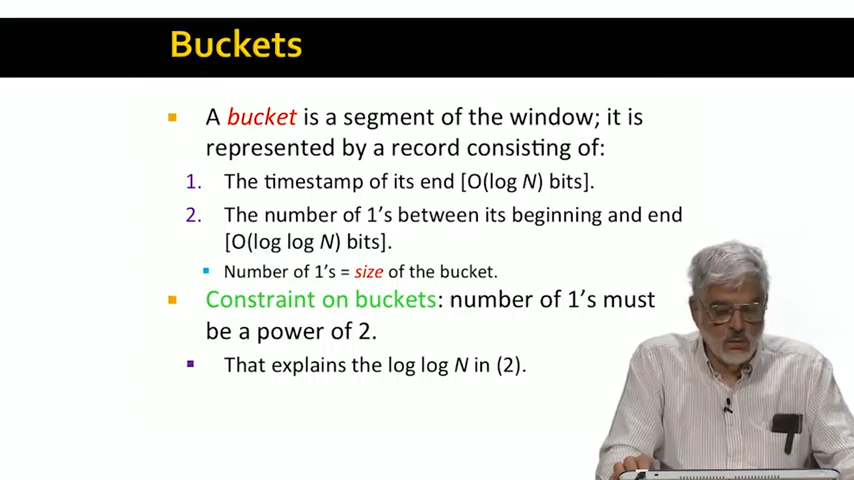 Buckets
▪ A bucket is a segment of the window; it is
represented by a record consisting of:
1. The timestamp of its end [O(log N) bits].
2. The number of 1's between its beginning and end
[O(log log N) bits].
▪ Number of 1's = size of the bucket.
▪ Constraint on buckets: number of 1's must
be a power of 2.
▪ That explains the log log N in (2).